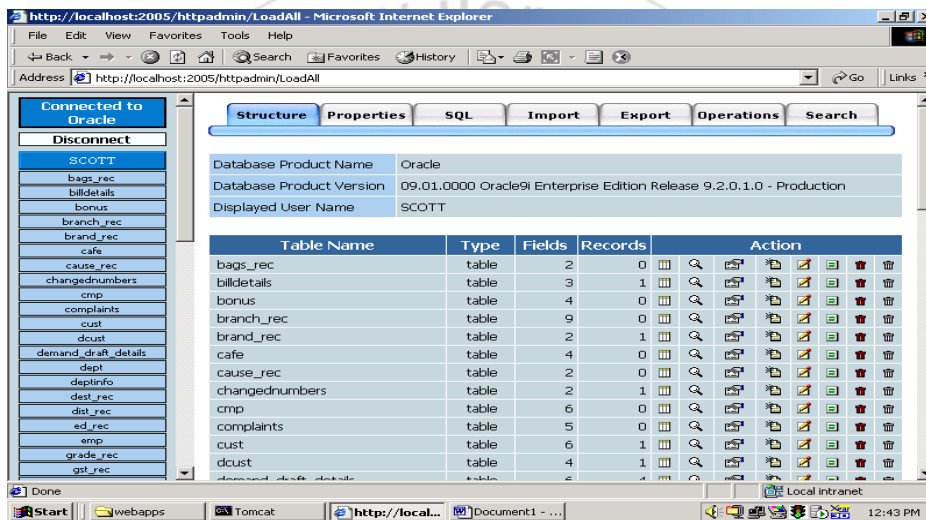 http://localhost:2005/httpadmin/LoadAll - Microsoft Internet Explorer
File Edit View Favorites Tools Help
Back Search Favorites History
Address http://localhost:2005/httpadmin/LoadAll Go Links
Connected to
Oracle
Disconnect
SCOTT
bags_rec
billdetails
bonus
branch_rec
brand_rec
cafe
cause_rec
changednumbers
cmp
complaints
cust
dcust
demand_draft_details
dept
deptinfo
dest_rec
dist_rec
ed_rec
emp
grade_rec
gst_rec
Structure Properties SQL Import Export Operations Search
Database Product Name Oracle
Database Product Version 09.01.0000 Oracle9i Enterprise Edition Release 9.2.0.1.0 - Production
Displayed User Name SCOTT
Table Name Type Fields Records Action
bags_rec table 2 0
billdetails table 3 1
bonus table 4 0
branch_rec table 9 0
brand_rec table 2 1
cafe table 4 0
cause_rec table 2 0
changednumbers table 2 1
cmp table 6 0
complaints table 5 0
cust table 6 1
dcust table 4 1
demand_draft_details table 6 4
Done Local intranet
Start webapps Tomcat http://local... Document1 - ... 12:43 PM